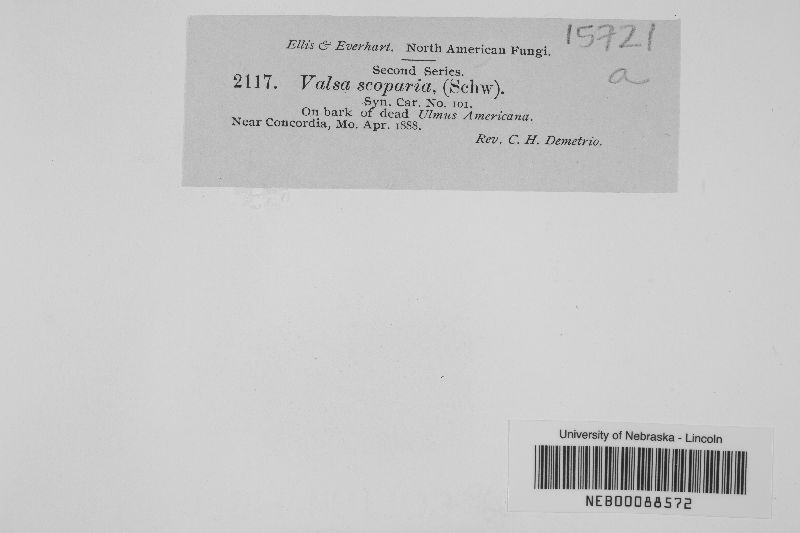 Ellis & Everhart. North American Fungi.
15721
a
Second Series.
2117. Valsa scoparia, (Schw).
Syn. Car. No. 101.
On bark of dead Ulmus Americana.
Near Concordia, Mo. Apr. 1888.
Rev. C. H. Demetrio.
University of Nebraska - Lincoln
NEB00088572